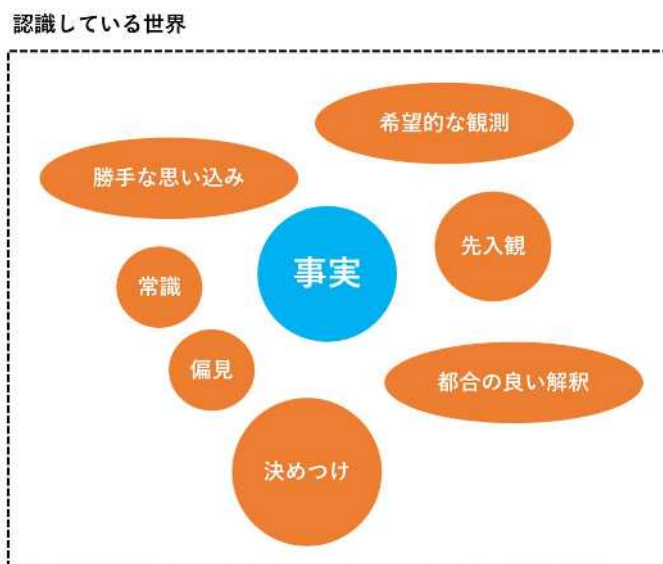 認識している世界
希望的な観測
勝手な思い込み
先入観
事実
常識
偏見
都合の良い解釈
決めつけ